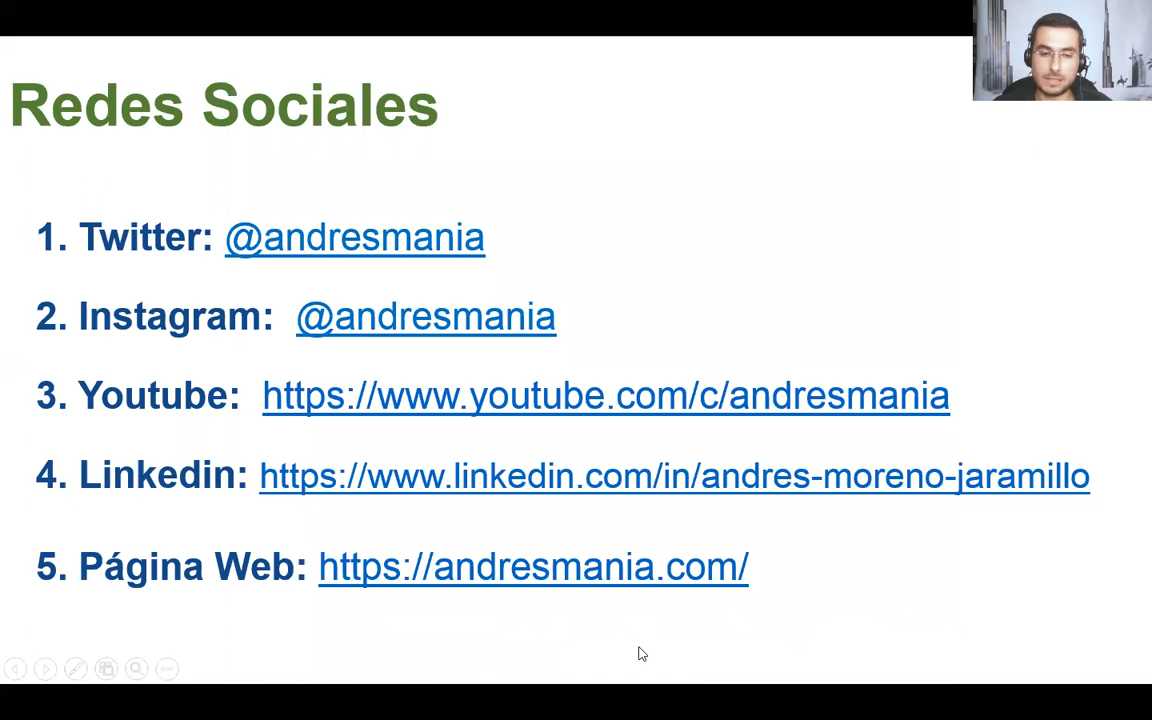 Redes Sociales
1. Twitter: @andresmania
2. Instagram: @andresmania
3. Youtube: https://www.youtube.com/c/andresmania
4. Linkedin: https://www.linkedin.com/in/andres-moreno-jaramillo
5. Página Web: https://andresmania.com/